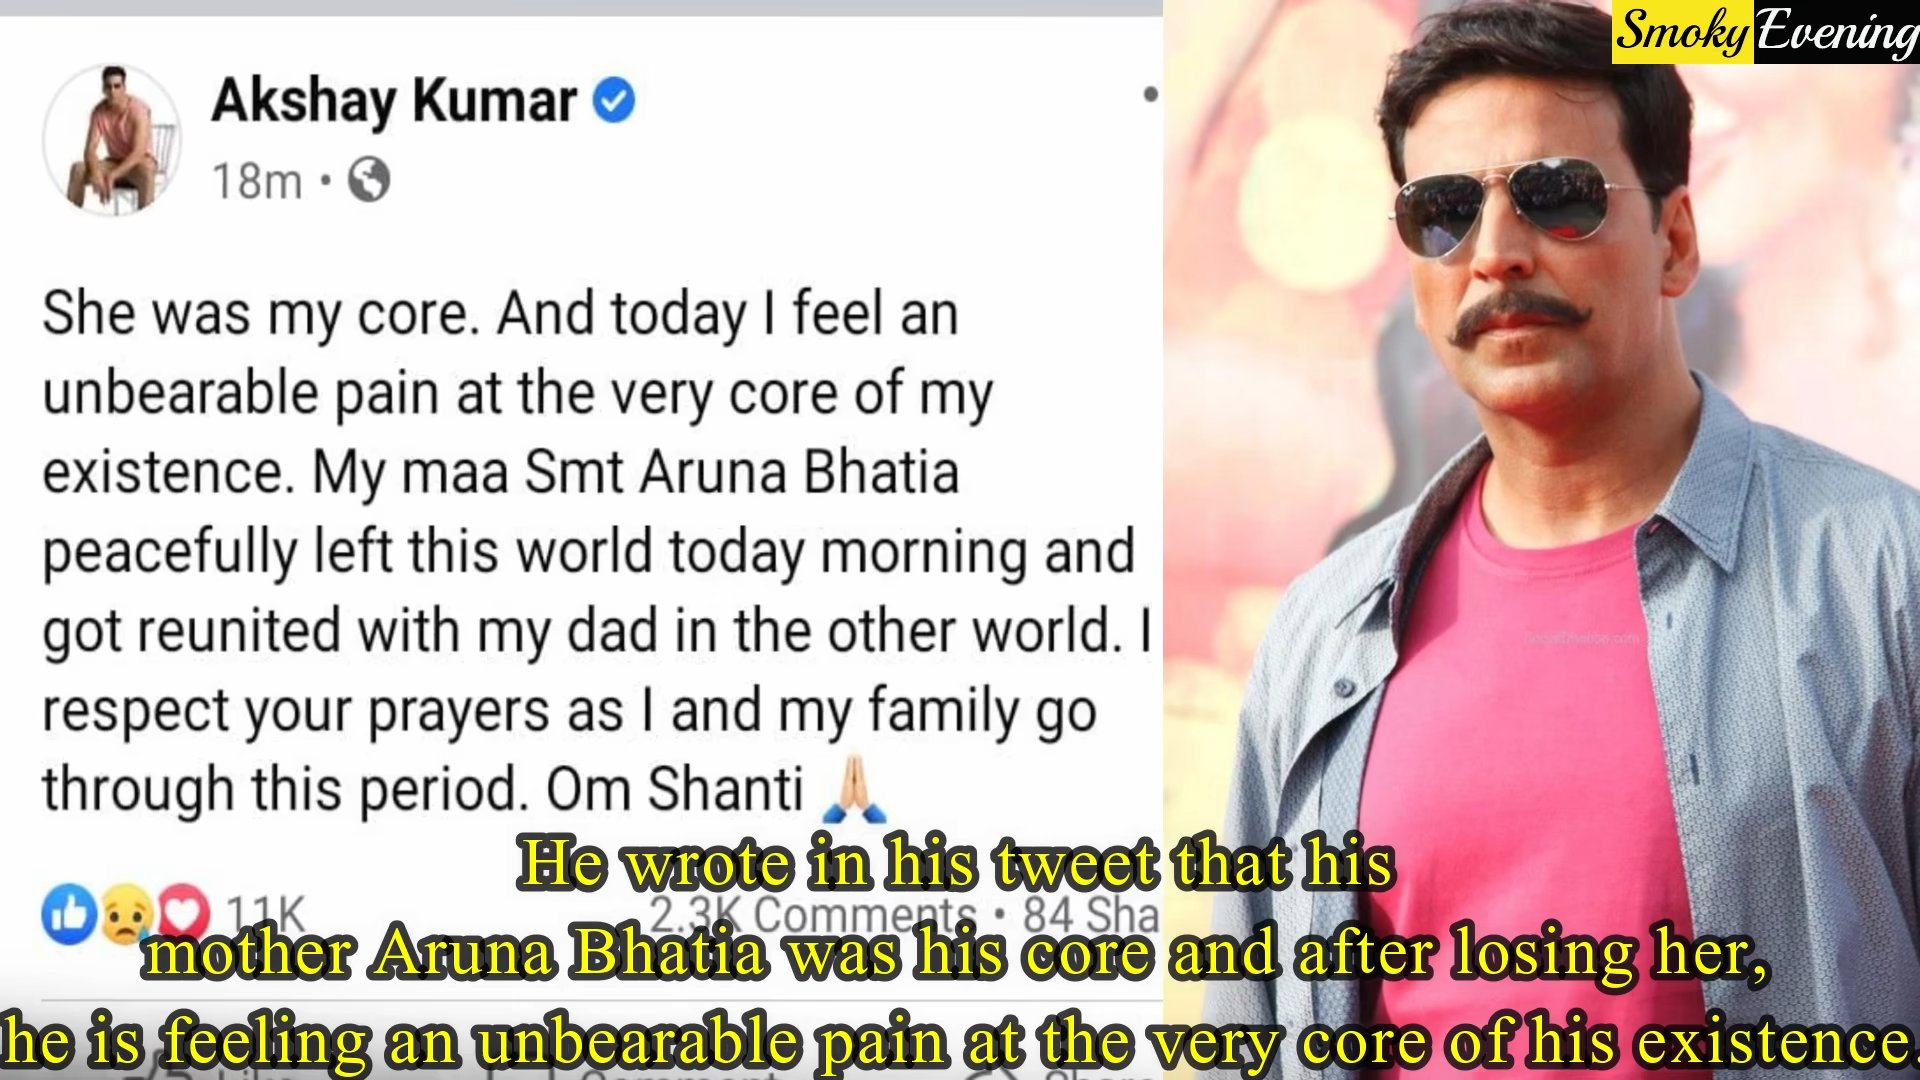 Smoky Evening
Akshay Kumar
18m •
She was my core. And today I feel an
unbearable pain at the very core of my
existence. My maa Smt Aruna Bhatia
peacefully left this world today morning and
got reunited with my dad in the other world. I
respect your prayers as I and my family go
through this period. Om Shanti 🙏🏻
11K 2.3K Comments • 84 Sha
He wrote in his tweet that his
mother Aruna Bhatia was his core and after losing her,
he is feeling an unbearable pain at the very core of his existence.